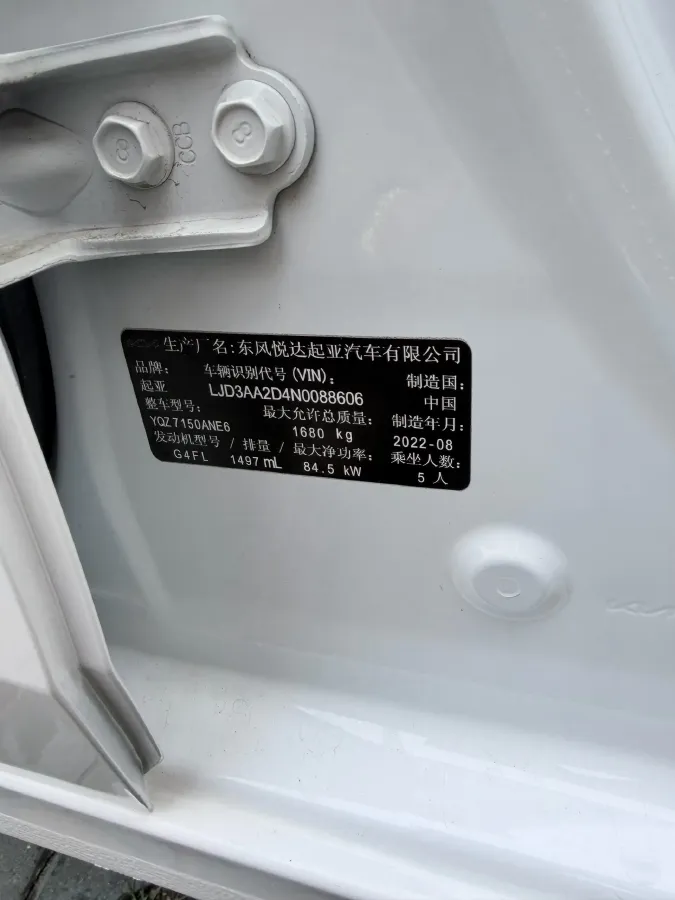 CCB
8
8
生产厂名:东风悦达起亚汽车有限公司
品牌: 车辆识别代号(VIN): 制造国:
起亚 LJD3AA2D4N0088606 中国
整车型号: 最大允许总质量: 制造年月:
YQZ7150ANE6 1680 kg 2022-08
发动机型号 / 排量 / 最大净功率: 乘坐人数:
G4FL 1497 mL 84.5 kW 5 人